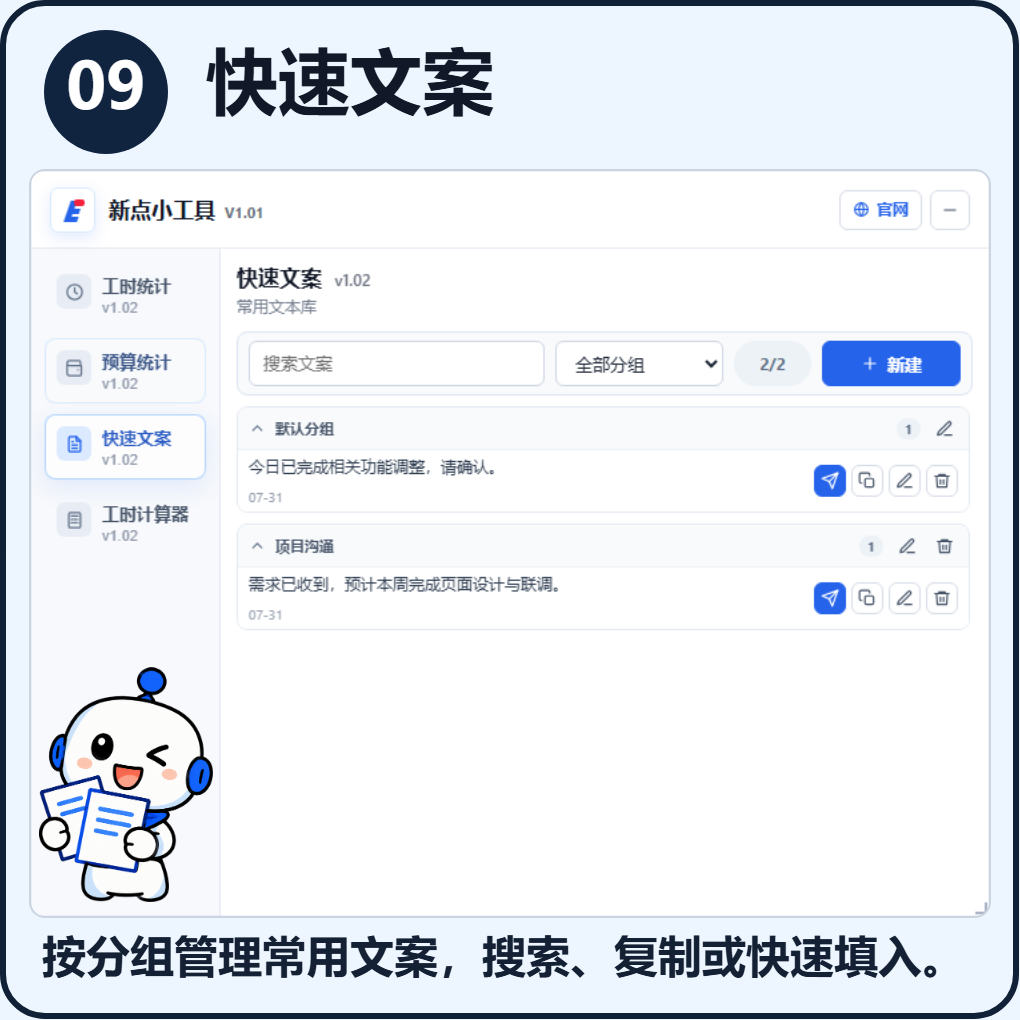 09 快速文案
新点小工具 V1.01
官网
工时统计
v1.02
预算统计
v1.02
快速文案
v1.02
工时计算器
v1.02
快速文案 v1.02
常用文本库
搜索文案 全部分组 2/2 + 新建
默认分组 1
今日已完成相关功能调整，请确认。
07-31
项目沟通 1
需求已收到，预计本周完成页面设计与联调。
07-31
按分组管理常用文案，搜索、复制或快速填入。